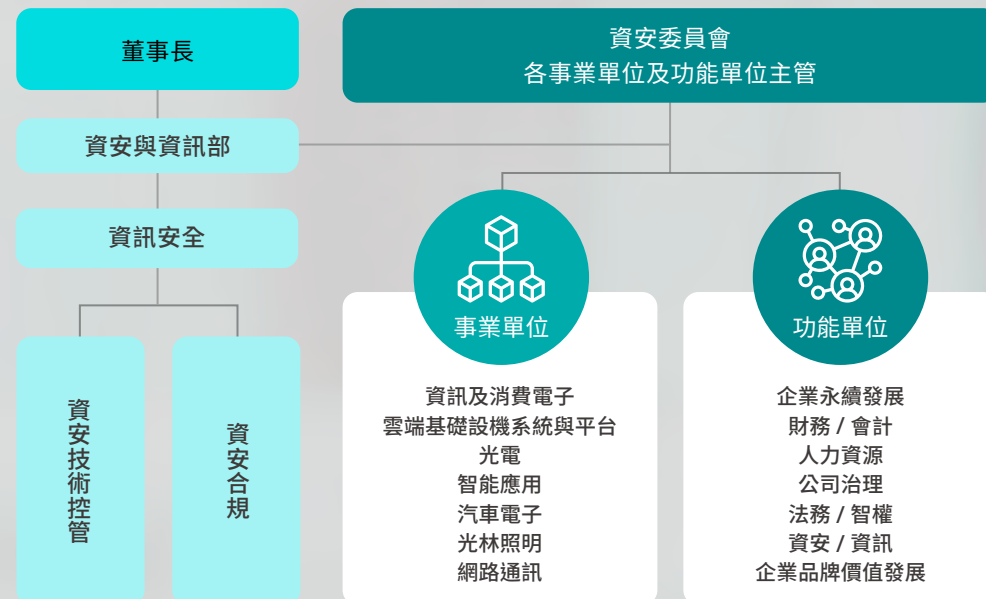 董事長
資安委員會
各事業單位及功能單位主管
資安與資訊部
資訊安全
資安技術控管
資安合規
事業單位
資訊及消費電子
雲端基礎設機系統與平台
光電
智能應用
汽車電子
光林照明
網路通訊
功能單位
企業永續發展
財務 / 會計
人力資源
公司治理
法務 / 智權
資安 / 資訊
企業品牌價值發展